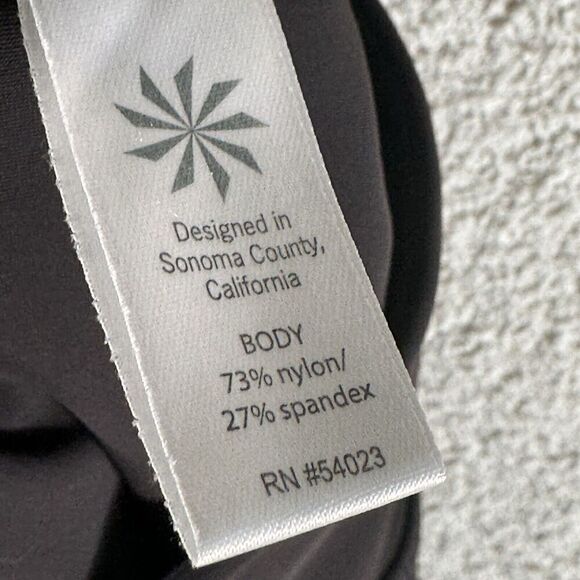 Designed in
Sonoma County,
California
BODY
73% nylon/
27% spandex
RN #54023